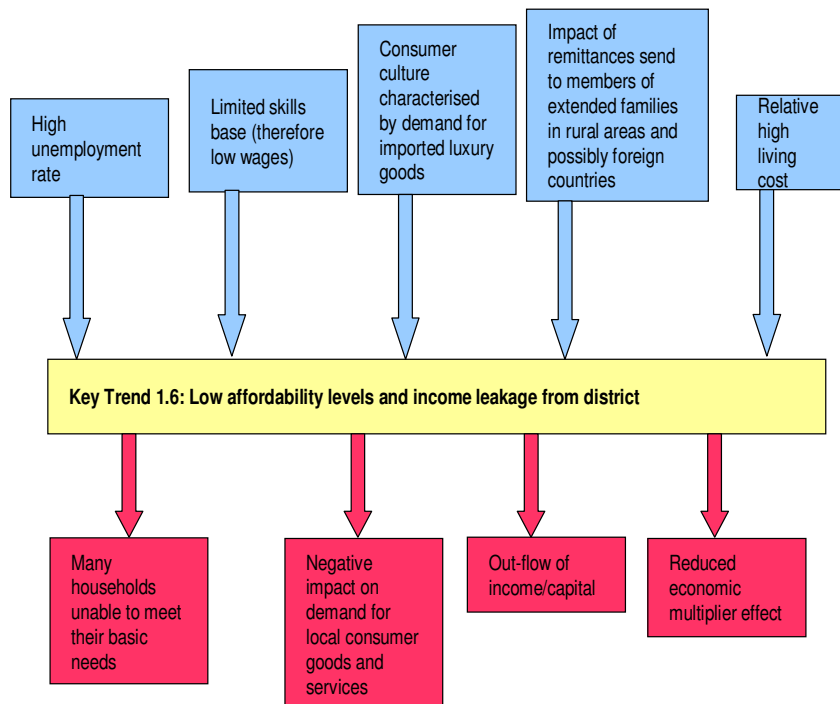 High
unemployment
rate
Limited skills
base (therefore
low wages)
Consumer
culture
characterised
by demand for
imported luxury
goods
Impact of
remittances send
to members of
extended families
in rural areas and
possibly foreign
countries
Relative
high
living
cost
Key Trend 1.6: Low affordability levels and income leakage from district
Many
households
unable to meet
their basic
needs
Negative
impact on
demand for
local consumer
goods and
services
Out-flow of
income/capital
Reduced
economic
multiplier effect